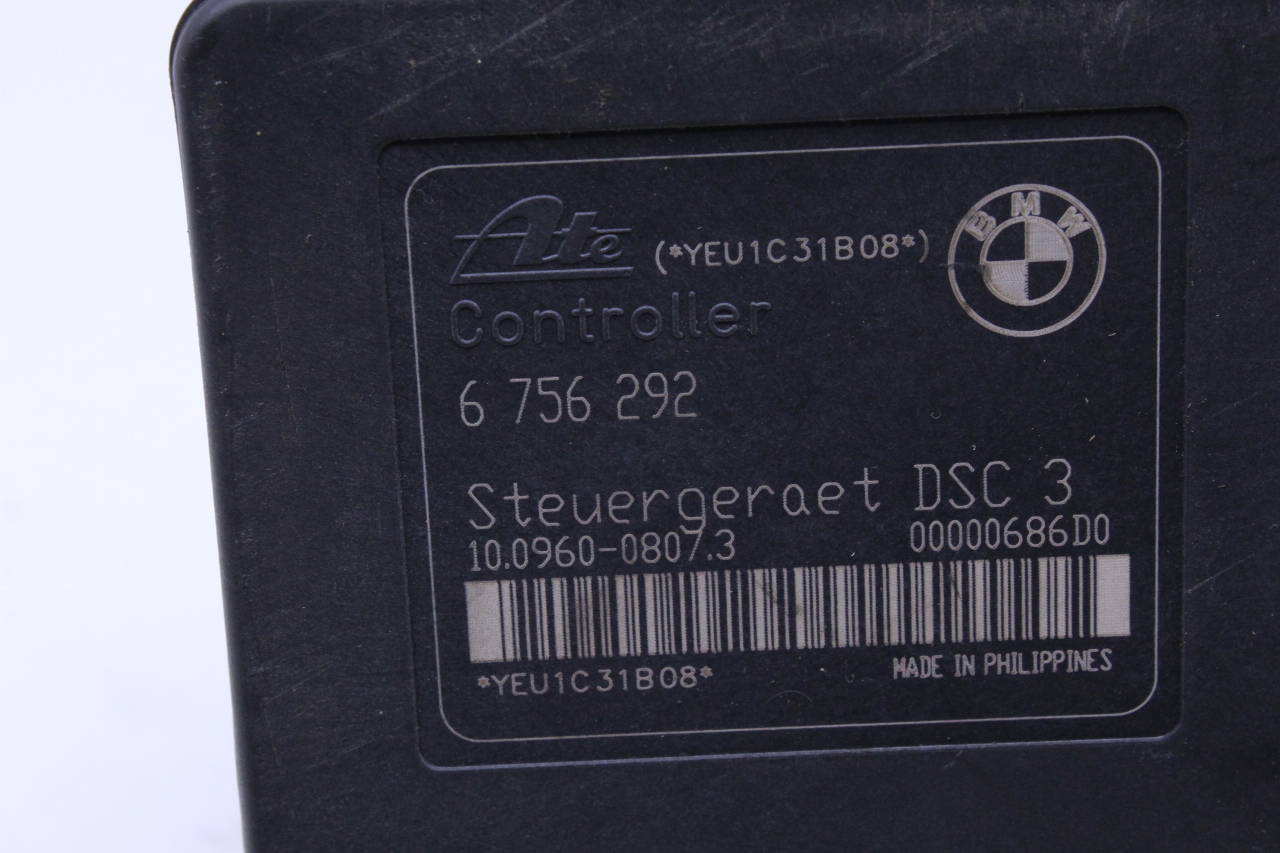 Ate (*YEU1C31B08*) BMW
Controller
6 756 292
Steuergeraet DSC 3
10.0960-0807.3 00000686D0
*YEU1C31B08* MADE IN PHILIPPINES